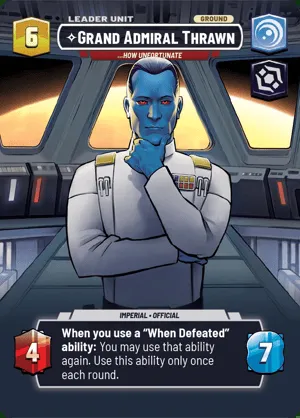 LEADER UNIT
GROUND
6
GRAND ADMIRAL THRAWN
...HOW UNFORTUNATE
IMPERIAL • OFFICIAL
4
When you use a "When Defeated"
ability: You may use that ability
again. Use this ability only once
each round.
7